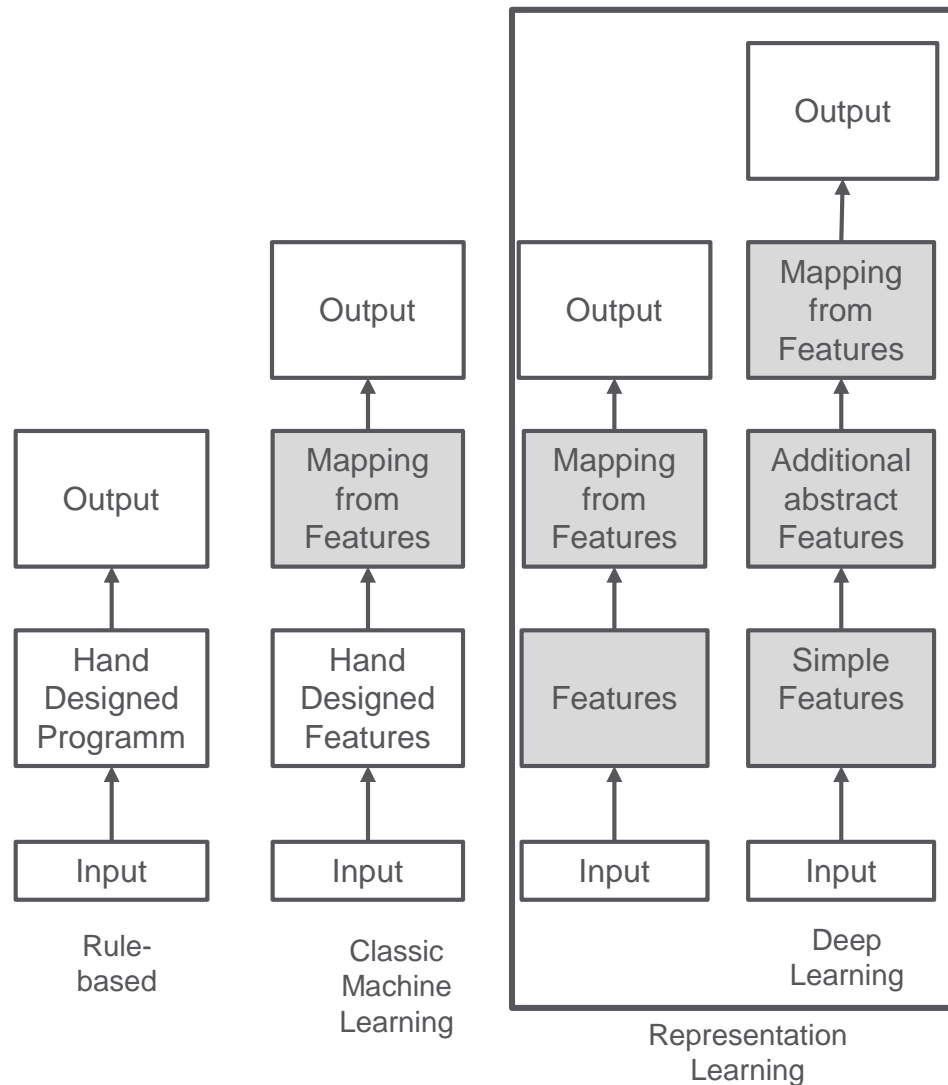 Output
Mapping
from
Features
Additional
abstract
Features
Simple
Features
Input
Deep
Learning
Output
Mapping
from
Features
Features
Input
Representation
Learning
Output
Mapping
from
Features
Hand
Designed
Features
Input
Classic
Machine
Learning
Output
Hand
Designed
Programm
Input
Rule-
based